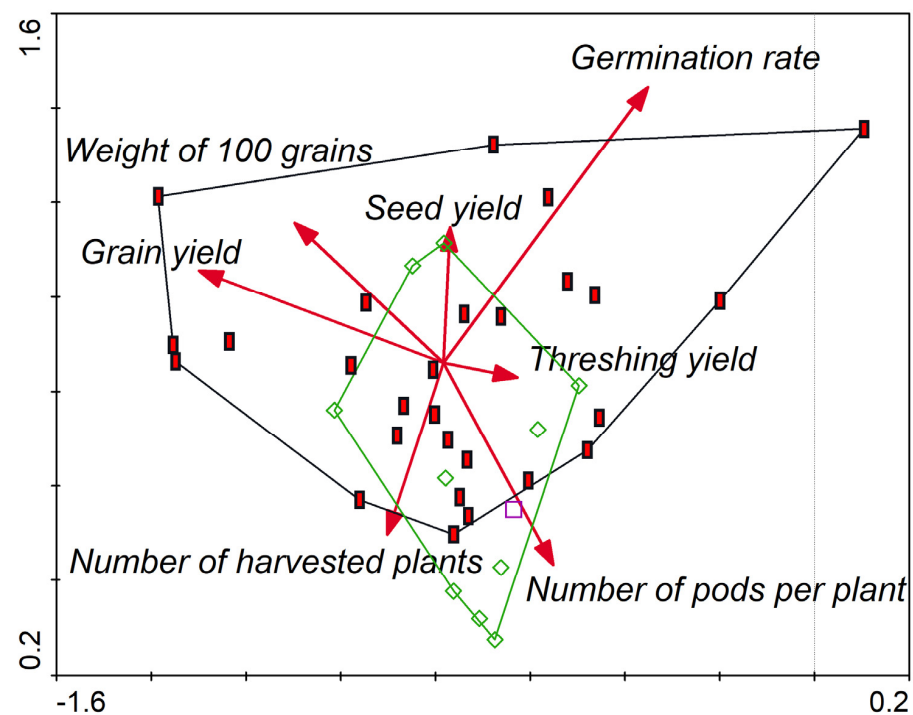 1.6
Germination rate
Weight of 100 grains
Seed yield
Grain yield
Threshing yield
Number of harvested plants
Number of pods per plant
0.2
-1.6
0.2